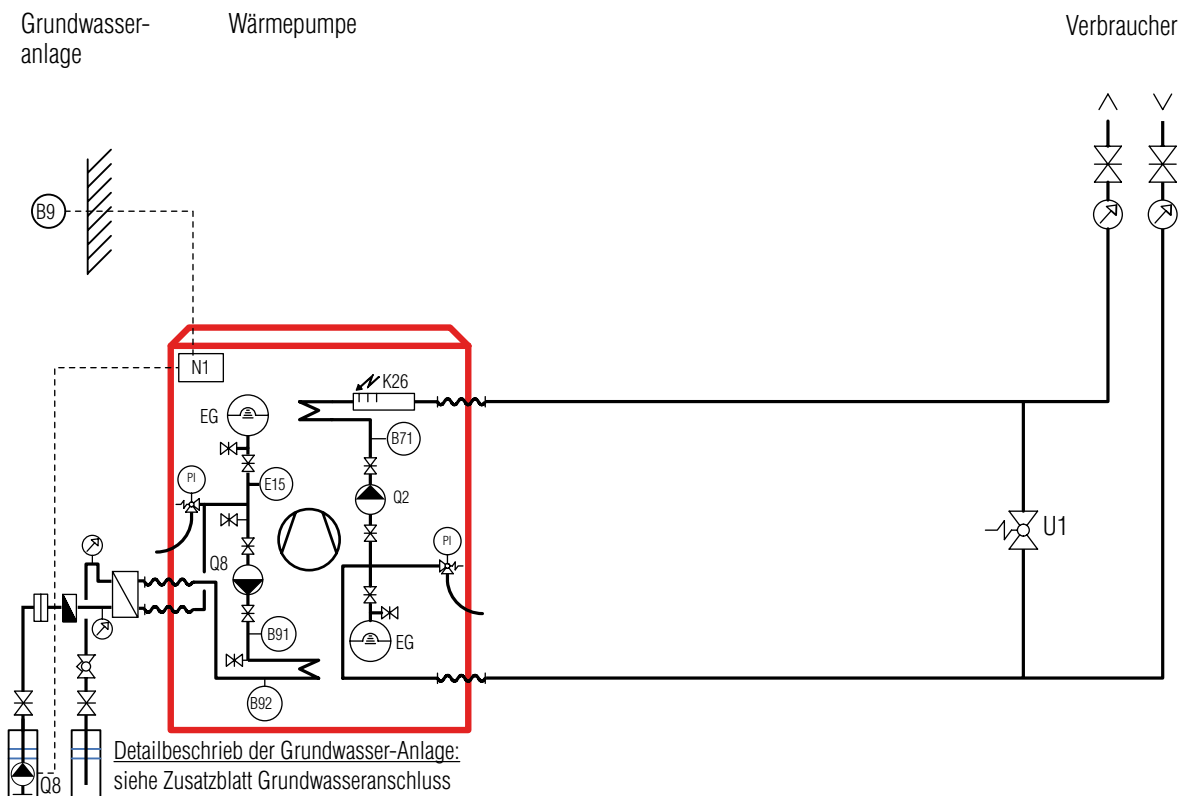 Grundwasser-
anlage
Wärmepumpe
Verbraucher
B9
N1
K26
EG
B71
PI
E15
Q2
U1
PI
Q8
B91
EG
B92
Q8
Detailbeschrieb der Grundwasser-Anlage:
siehe Zusatzblatt Grundwasseranschluss